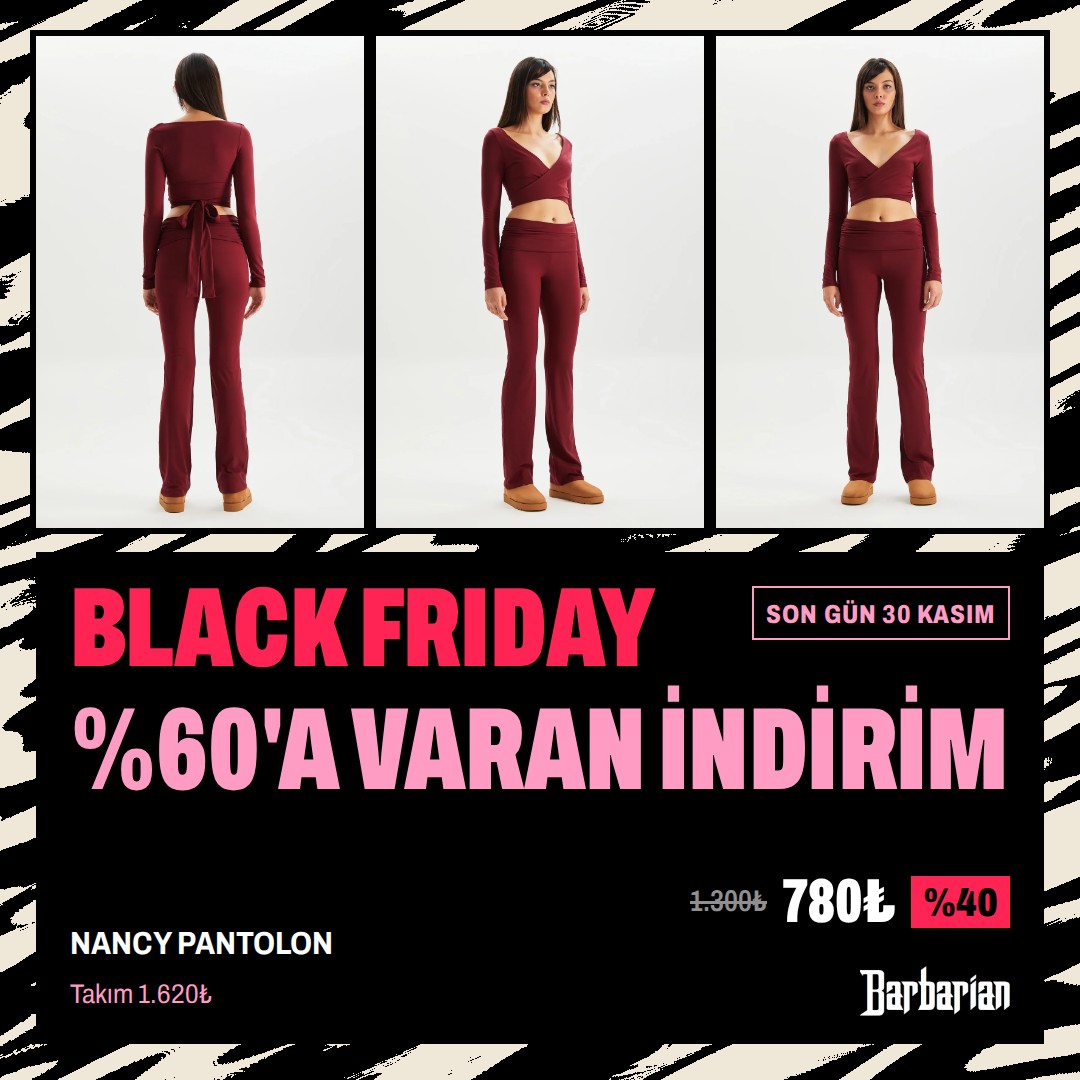 BLACK FRIDAY
SON GÜN 30 KASIM
%60'A VARAN İNDİRİM
1.300₺ 780₺ %40
NANCY PANTOLON
Takım 1.620₺
Barbarian